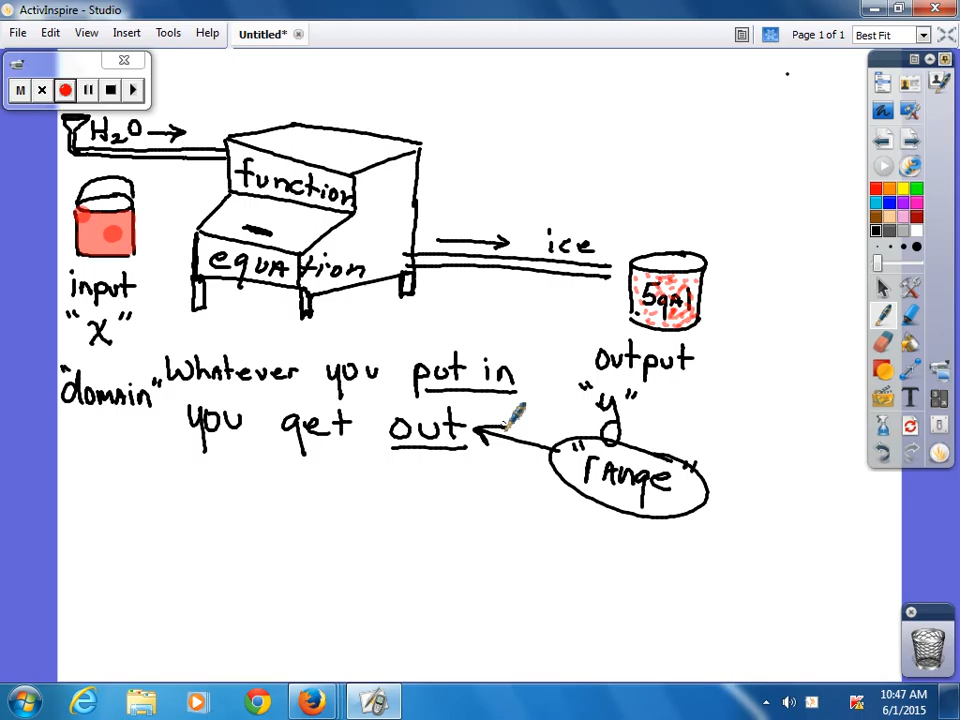 ActivInspire - Studio
File Edit View Insert Tools Help Untitled* Page 1 of 1 Best Fit
M
H₂O
function
equation
ice
5gal
input
"x"
"domain"
Whatever you put in
you get out
output
"y"
"range"
10:47 AM
6/1/2015